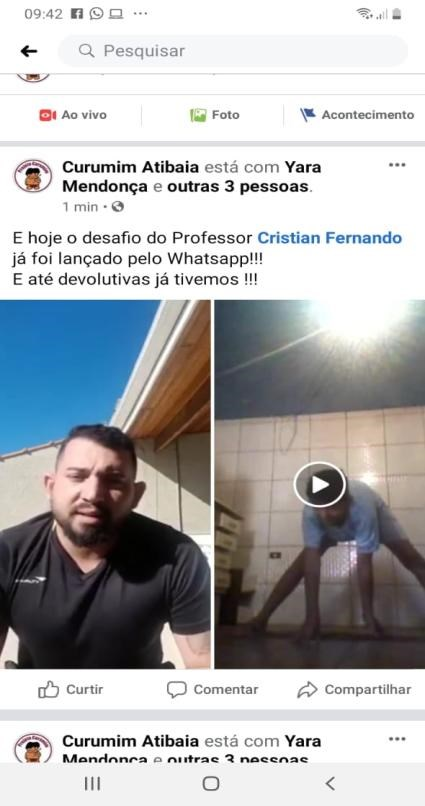 09:42
Pesquisar
Ao vivo Foto Acontecimento
Curumim Atibaia está com Yara
Mendonça e outras 3 pessoas.
1 min
E hoje o desafio do Professor Cristian Fernando
já foi lançado pelo Whatsapp!!!
E até devolutivas já tivemos !!!
Curtir Comentar Compartilhar
Curumim Atibaia está com Yara
Mendonça e outras 3 pessoas